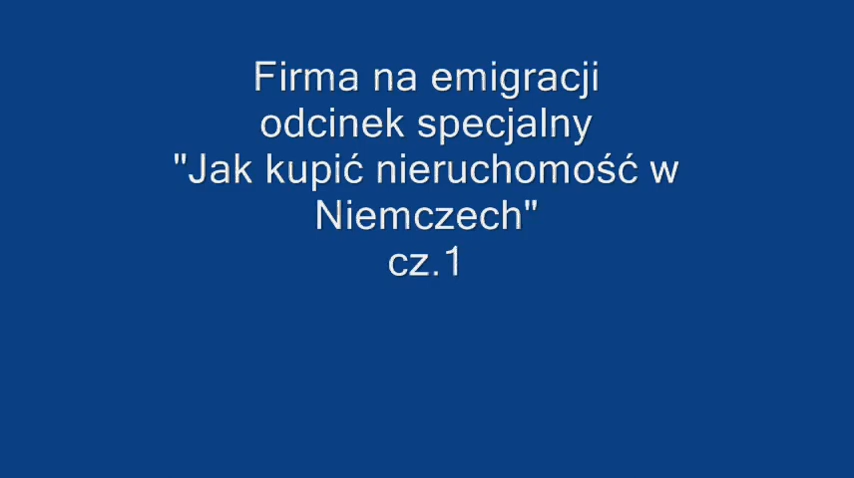 Firma na emigracji
odcinek specjalny
"Jak kupić nieruchomość w
Niemczech"
cz.1